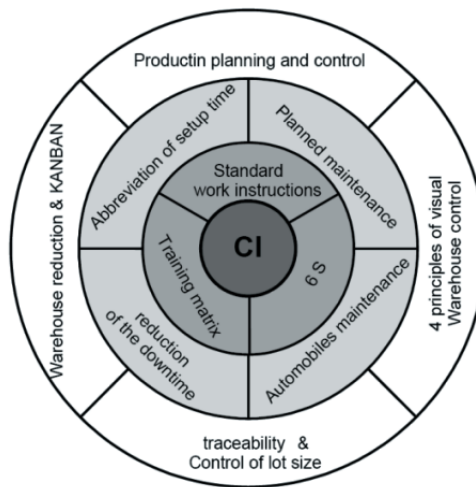 Productin planning and control
Abbreviation of setup time
Planned maintenance
Standard
work instructions
Warehouse reduction & KANBAN
CI
Training matrix
6 S
4 principles of visual
Warehouse control
reduction
of the downtime
Automobiles maintenance
traceability &
Control of lot size